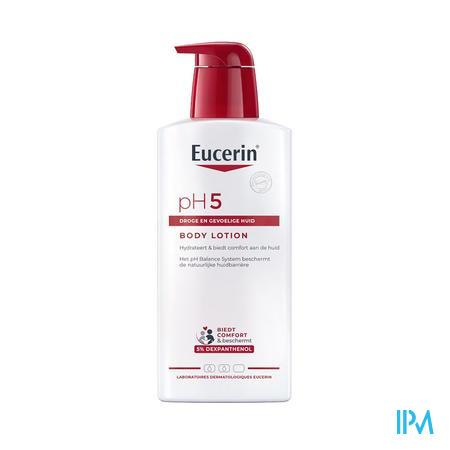 Eucerin®
pH5
DROGE EN GEVOELIGE HUID
BODY LOTION
Hydrateert & biedt comfort aan de huid
Het pH Balance System beschermt
de natuurlijke huidbarrière
BIEDT
COMFORT
& beschermt
5% DEXPANTHENOL
LABORATOIRES DERMATOLOGIQUES EUCERIN
IPM